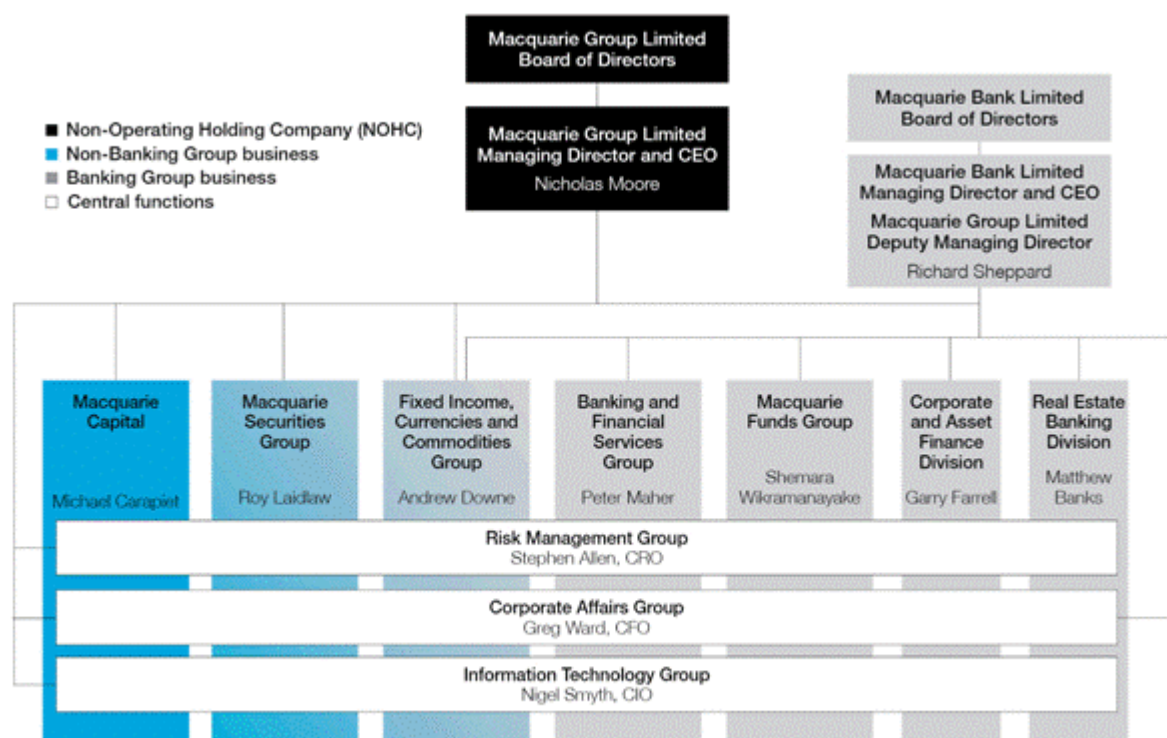 Macquarie Group Limited
Board of Directors
Macquarie Group Limited
Managing Director and CEO
Nicholas Moore
Macquarie Bank Limited
Board of Directors
Macquarie Bank Limited
Managing Director and CEO
Macquarie Group Limited
Deputy Managing Director
Richard Sheppard
Non-Operating Holding Company (NOHC)
Non-Banking Group business
Banking Group business
Central functions
Macquarie
Capital
Michael Carapiet
Macquarie
Securities
Group
Roy Laidlaw
Fixed Income,
Currencies and
Commodities
Group
Andrew Downe
Banking and
Financial
Services
Group
Peter Maher
Macquarie
Funds Group
Shemara
Wikramanayake
Corporate
and Asset
Finance
Division
Garry Farrell
Real Estate
Banking
Division
Matthew
Banks
Risk Management Group
Stephen Allen, CRO
Corporate Affairs Group
Greg Ward, CFO
Information Technology Group
Nigel Smyth, CIO